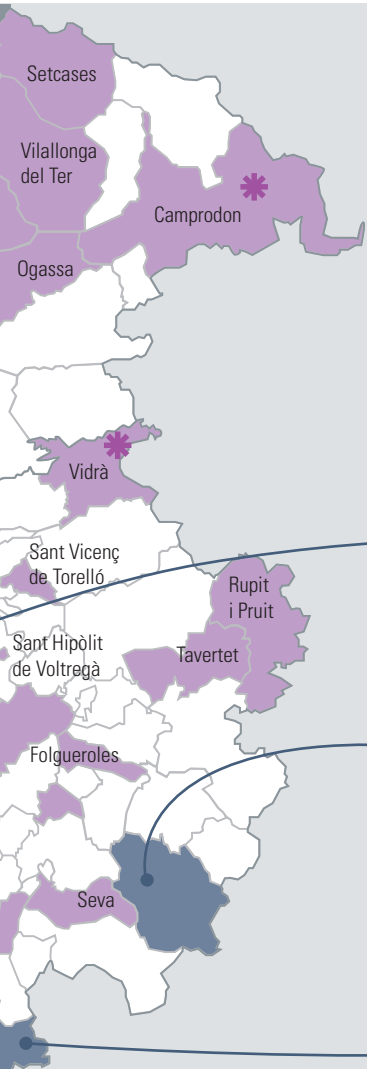 Setcases
Vilallonga
del Ter
Camprodon
Ogassa
Vidrà
Sant Vicenç
de Torelló
Rupit
i Pruit
Sant Hipòlit
de Voltregà
Tavertet
Folgueroles
Seva